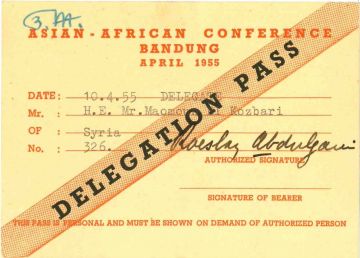 3. AA.
ASIAN-AFRICAN CONFERENCE
BANDUNG
APRIL 1955
DELEGATION PASS
DATE: 10.4.55 DELEGATE
Mr. : H.E. Mr. Kozbari
OF : Syria
No. : 326.
Roeslan Abdulgani
AUTHORIZED SIGNATURE
SIGNATURE OF BEARER
THIS PASS IS PERSONAL AND MUST BE SHOWN ON DEMAND OF AUTHORIZED PERSON